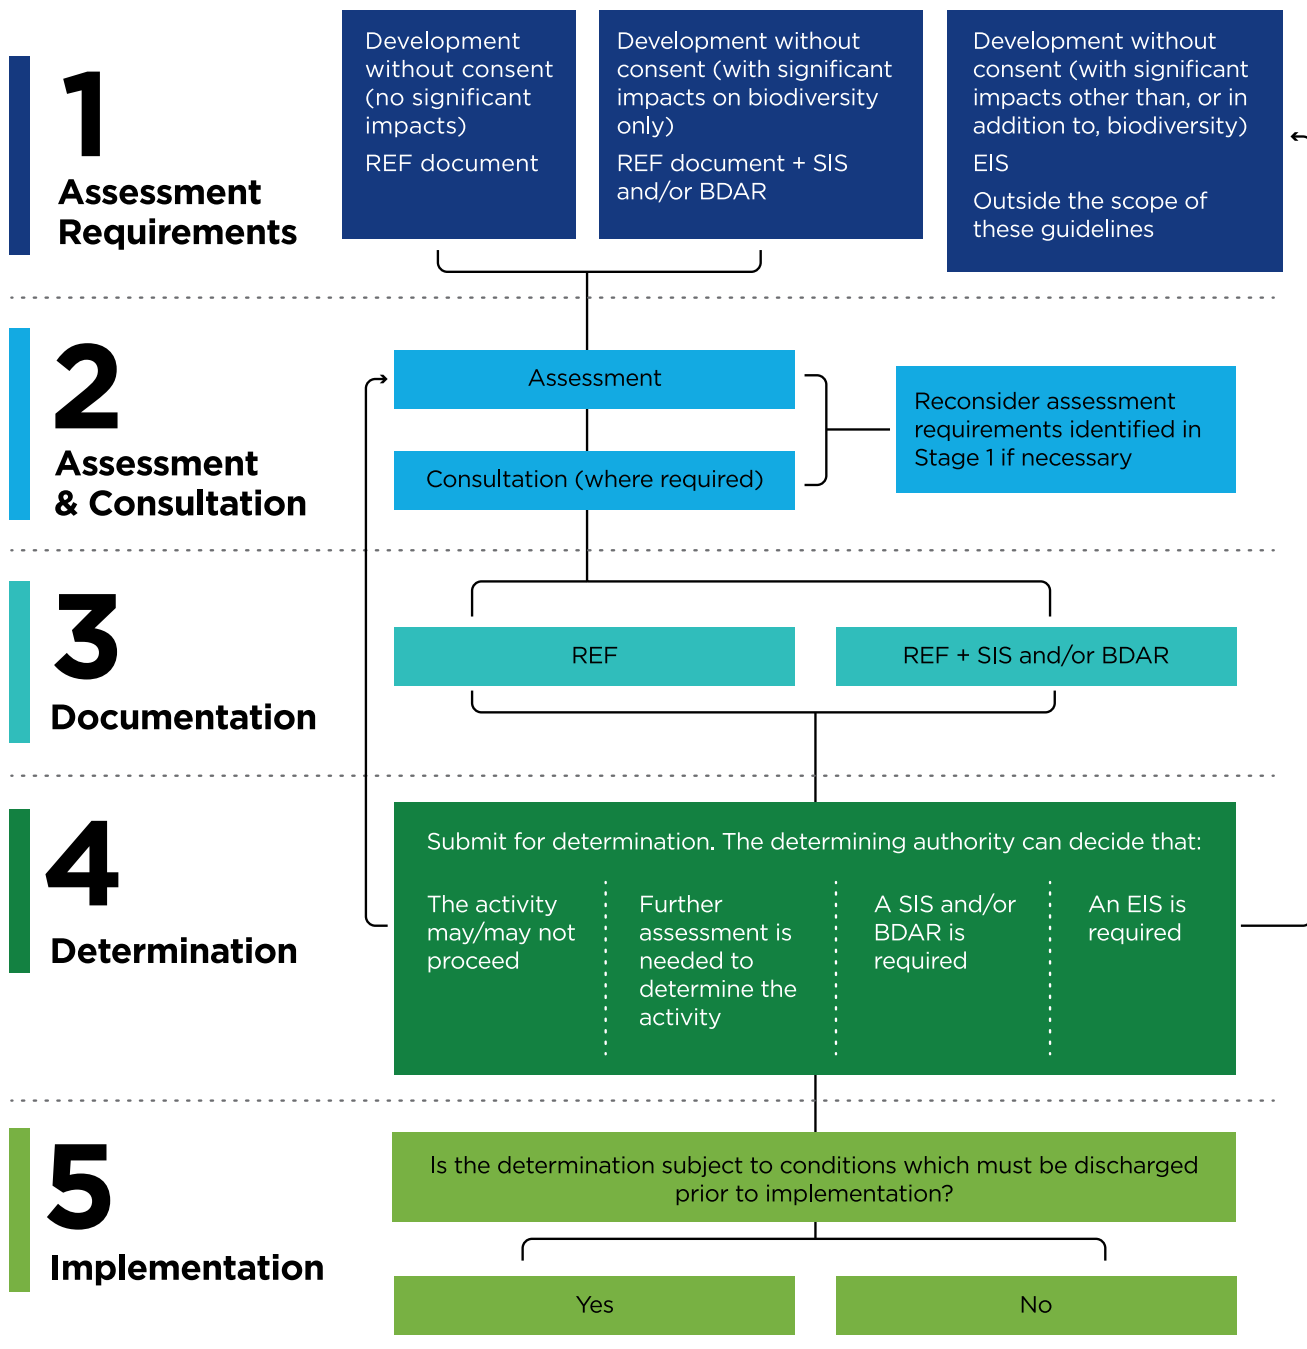 1
Assessment
Requirements
Development
without consent
(no significant
impacts)
REF document
Development without
consent (with significant
impacts on biodiversity
only)
REF document + SIS
and/or BDAR
Development without
consent (with significant
impacts other than, or in
addition to, biodiversity)
EIS
Outside the scope of
these guidelines
2
Assessment
& Consultation
Assessment
Consultation (where required)
Reconsider assessment
requirements identified in
Stage 1 if necessary
3
Documentation
REF
REF + SIS and/or BDAR
4
Determination
Submit for determination. The determining authority can decide that:
The activity
may/may not
proceed
Further
assessment is
needed to
determine the
activity
A SIS and/or
BDAR is
required
An EIS is
required
5
Implementation
Is the determination subject to conditions which must be discharged
prior to implementation?
Yes
No